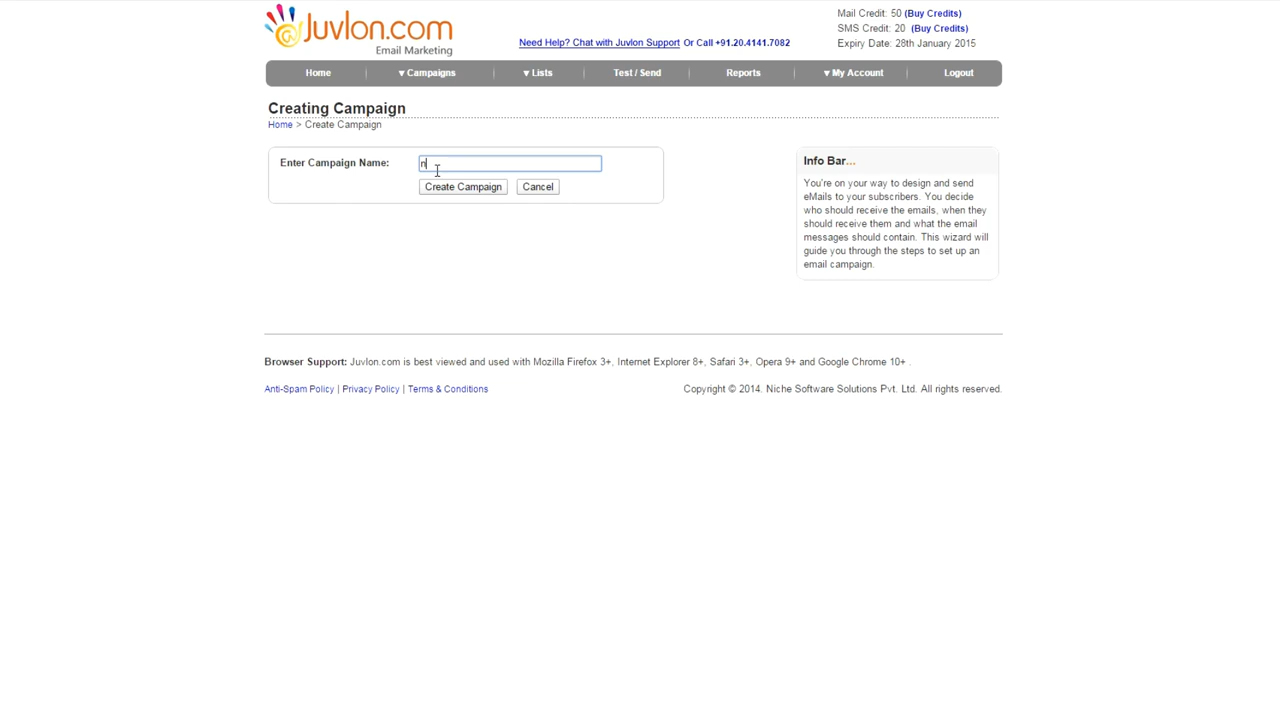 Juvlon.com
Email Marketing
Need Help? Chat with Juvlon Support Or Call +91.20.4141.7082
Mail Credit: 50 (Buy Credits)
SMS Credit: 20 (Buy Credits)
Expiry Date: 28th January 2015
Home ▼ Campaigns ▼ Lists Test / Send Reports ▼ My Account Logout
Creating Campaign
Home > Create Campaign
Enter Campaign Name: n
Create Campaign Cancel
Info Bar...
You're on your way to design and send
eMails to your subscribers. You decide
who should receive the emails, when they
should receive them and what the email
messages should contain. This wizard will
guide you through the steps to set up an
email campaign.
Browser Support: Juvlon.com is best viewed and used with Mozilla Firefox 3+, Internet Explorer 8+, Safari 3+, Opera 9+ and Google Chrome 10+ .
Anti-Spam Policy | Privacy Policy | Terms & Conditions
Copyright © 2014. Niche Software Solutions Pvt. Ltd. All rights reserved.